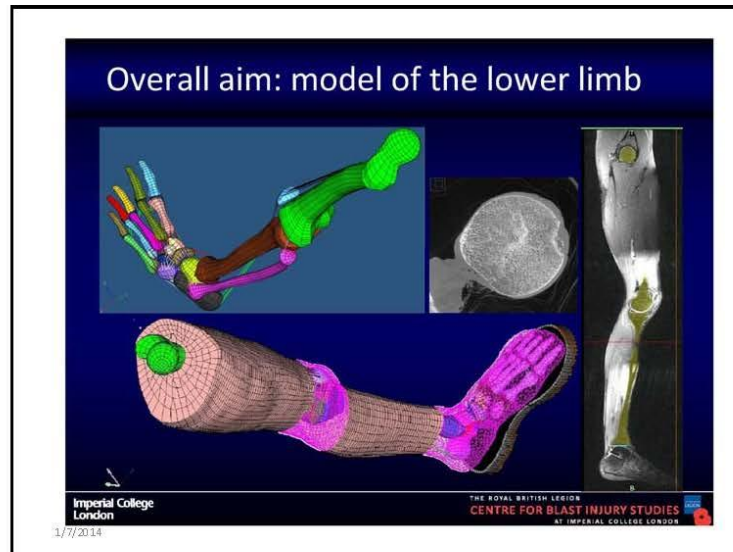 Overall aim: model of the lower limb
Imperial College
London
THE ROYAL BRITISH LEGION
CENTRE FOR BLAST INJURY STUDIES
AT IMPERIAL COLLEGE LONDON
1/7/2014